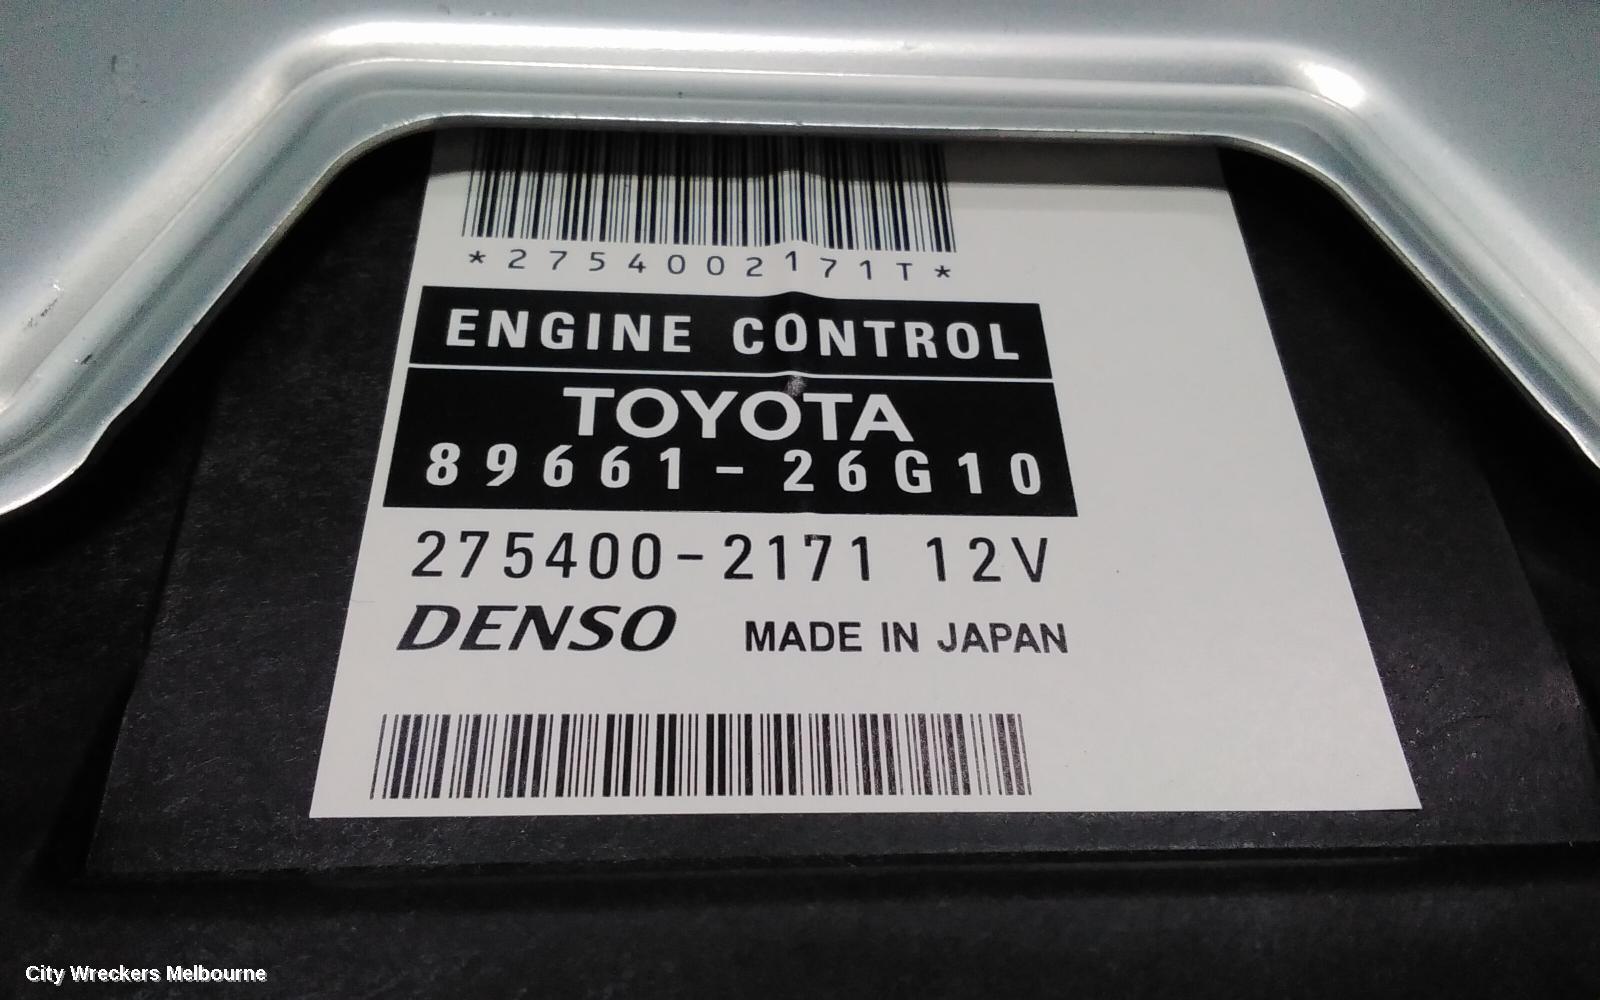 *2754002171T*
ENGINE CONTROL
TOYOTA
89661-26G10
275400-2171 12V
DENSO MADE IN JAPAN
City Wreckers Melbourne